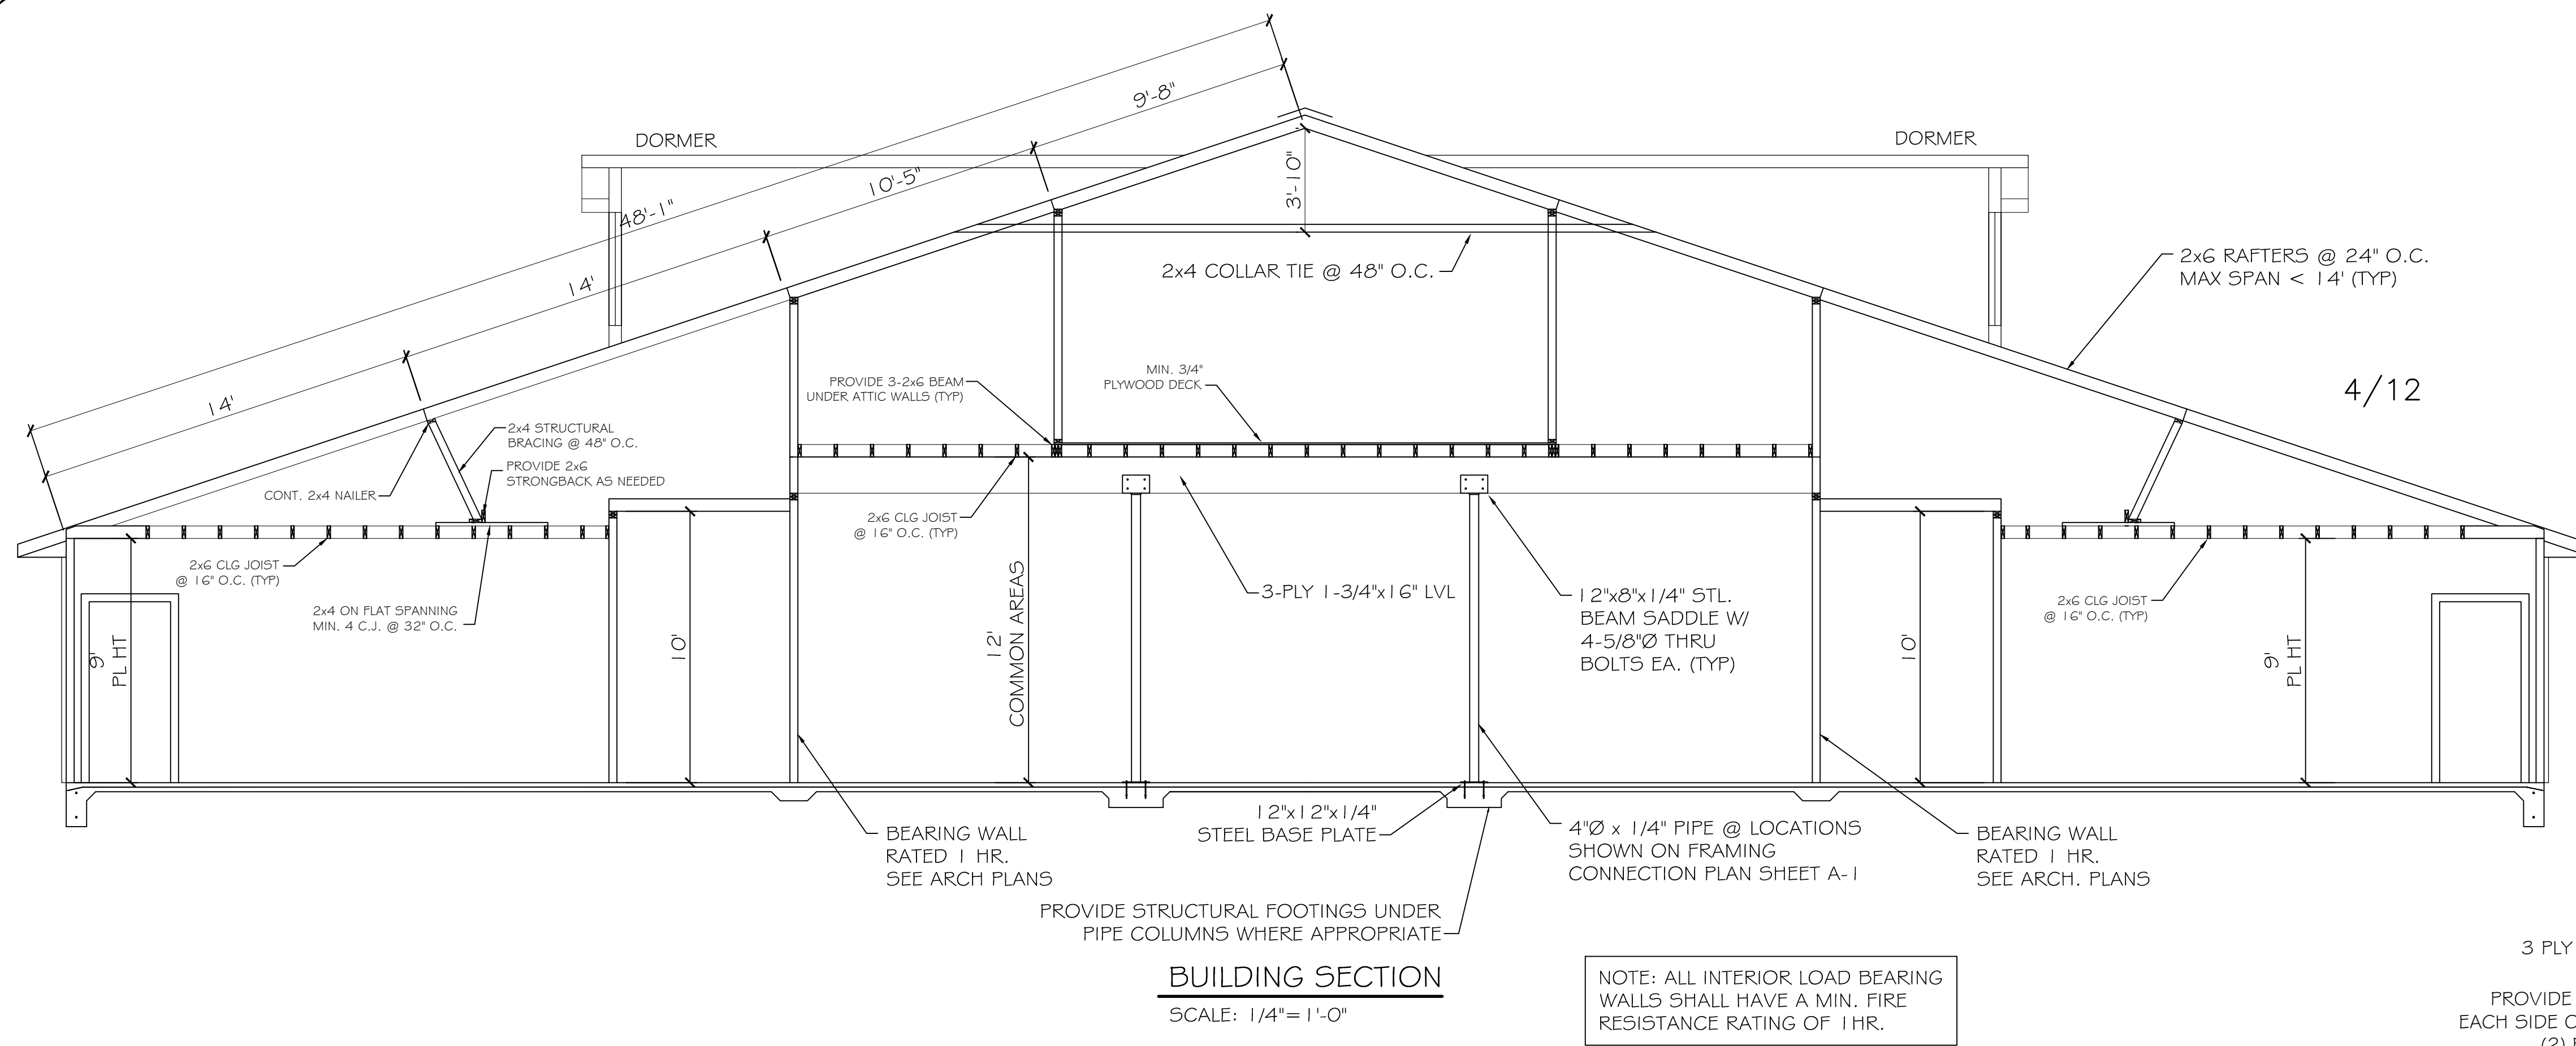 9'-8"
DORMER
DORMER
10'-5"
48'-1"
3'-10"
14'
14'
2x4 COLLAR TIE @ 48" O.C.
2x6 RAFTERS @ 24" O.C.
MAX SPAN < 14' (TYP)
4/12
PROVIDE 3-2x6 BEAM
UNDER ATTIC WALLS (TYP)
MIN. 3/4"
PLYWOOD DECK
2x4 STRUCTURAL
BRACING @ 48" O.C.
PROVIDE 2x6
STRONGBACK AS NEEDED
CONT. 2x4 NAILER
2x6 CLG JOIST
@ 16" O.C. (TYP)
2x6 CLG JOIST
@ 16" O.C. (TYP)
2x4 ON FLAT SPANNING
MIN. 4 C.J. @ 32" O.C.
3-PLY 1-3/4"x16" LVL
12"x8"x1/4" STL.
BEAM SADDLE W/
4-5/8"Ø THRU
BOLTS EA. (TYP)
2x6 CLG JOIST
@ 16" O.C. (TYP)
9'
PL HT
10'
12'
COMMON AREAS
10'
9'
PL HT
BEARING WALL
RATED 1 HR.
SEE ARCH PLANS
12"x12"x1/4"
STEEL BASE PLATE
4"Ø x 1/4" PIPE @ LOCATIONS
SHOWN ON FRAMING
CONNECTION PLAN SHEET A-1
BEARING WALL
RATED 1 HR.
SEE ARCH. PLANS
PROVIDE STRUCTURAL FOOTINGS UNDER
PIPE COLUMNS WHERE APPROPRIATE
BUILDING SECTION
SCALE: 1/4"=1'-0"
NOTE: ALL INTERIOR LOAD BEARING
WALLS SHALL HAVE A MIN. FIRE
RESISTANCE RATING OF 1HR.
3 PLY
PROVIDE
EACH SIDE